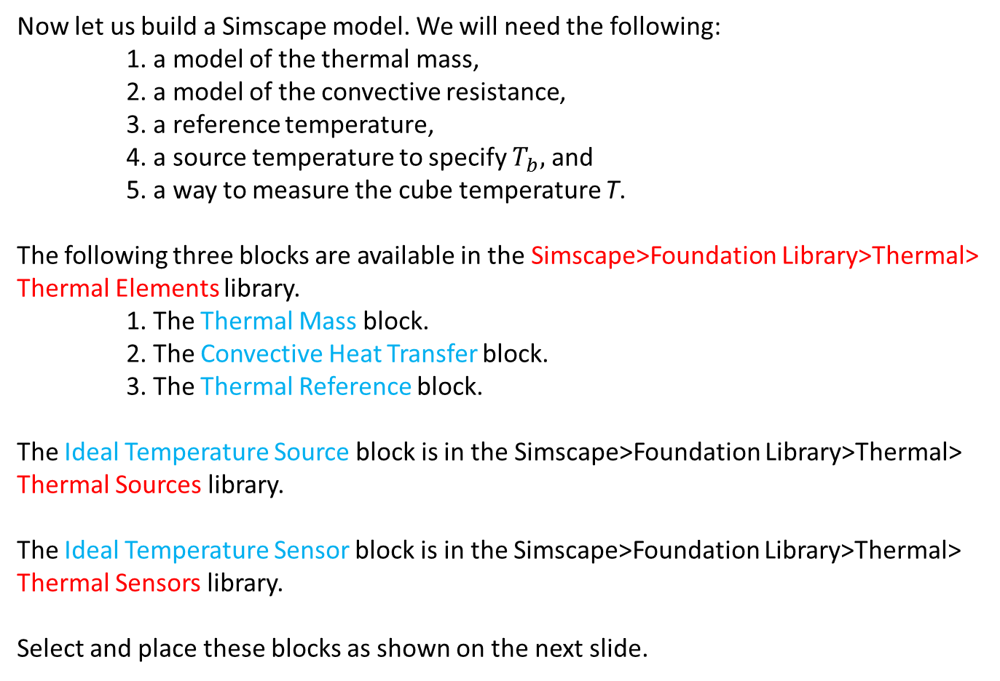 Now let us build a Simscape model. We will need the following:
1. a model of the thermal mass,
2. a model of the convective resistance,
3. a reference temperature,
4. a source temperature to specify T_b, and
5. a way to measure the cube temperature T.
The following three blocks are available in the Simscape>Foundation Library>Thermal>
Thermal Elements library.
1. The Thermal Mass block.
2. The Convective Heat Transfer block.
3. The Thermal Reference block.
The Ideal Temperature Source block is in the Simscape>Foundation Library>Thermal>
Thermal Sources library.
The Ideal Temperature Sensor block is in the Simscape>Foundation Library>Thermal>
Thermal Sensors library.
Select and place these blocks as shown on the next slide.